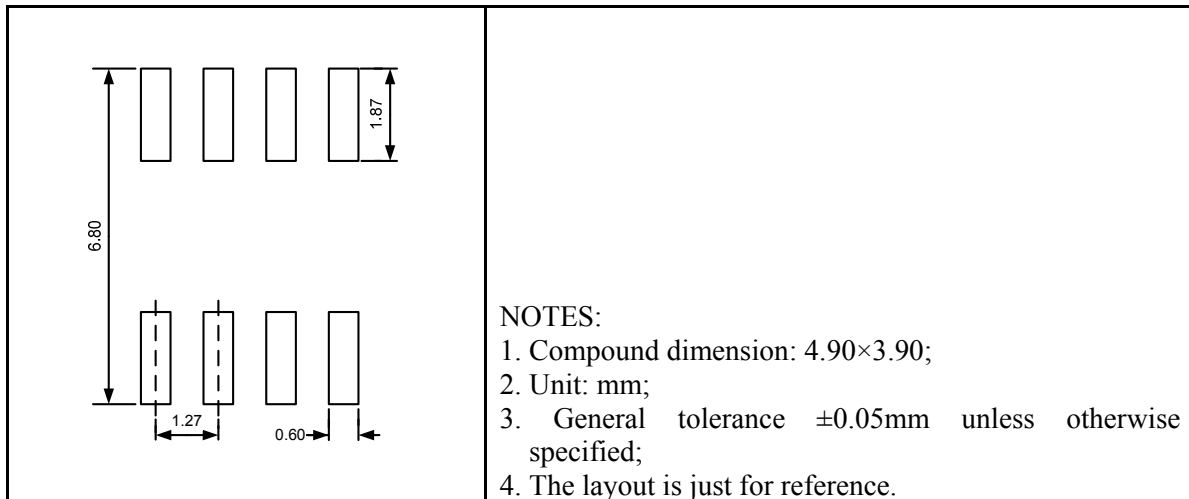 1.87
6.80
1.27
0.60
NOTES:
1. Compound dimension: 4.90×3.90;
2. Unit: mm;
3. General tolerance ±0.05mm unless otherwise
specified;
4. The layout is just for reference.